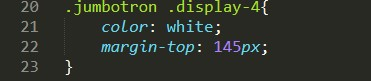 20 .jumbotron .display-4{
21     color: white;
22     margin-top: 145px;
23 }